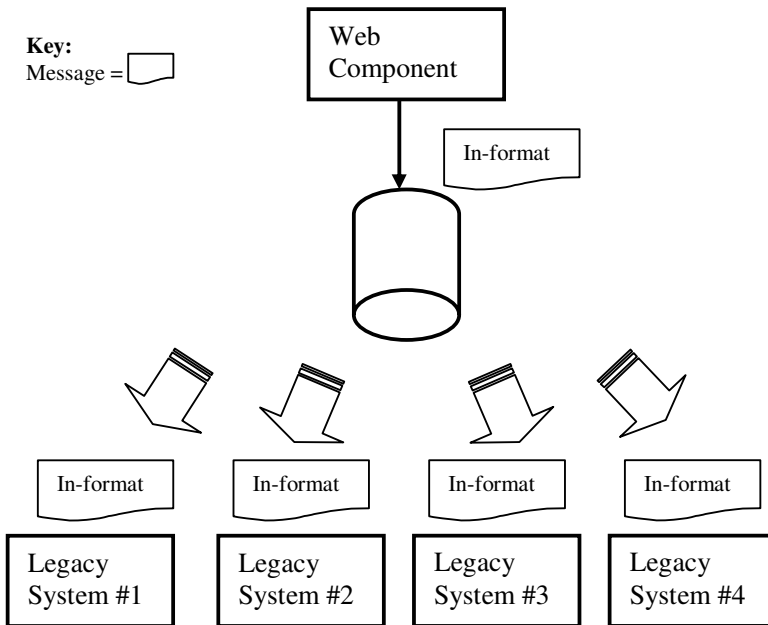 Key:
Message =
Web
Component
In-format
In-format
In-format
In-format
In-format
Legacy
System #1
Legacy
System #2
Legacy
System #3
Legacy
System #4